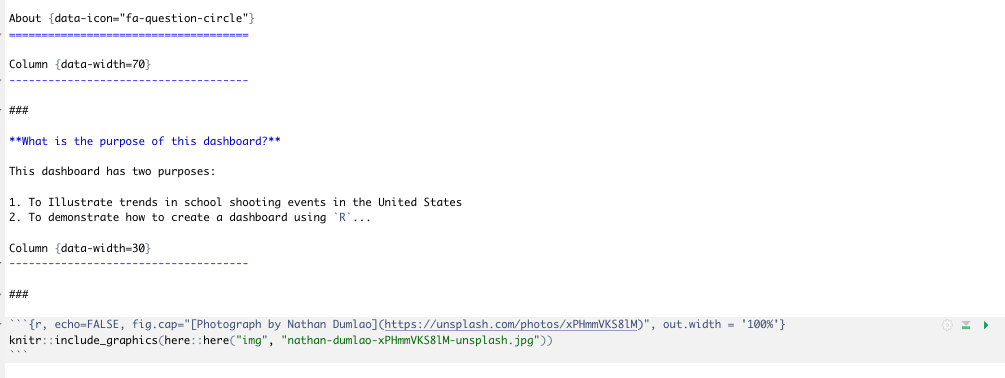 About {data-icon="fa-question-circle"}
=====================================
Column {data-width=70}
-------------------------------------
###
**What is the purpose of this dashboard?**
This dashboard has two purposes:
1. To Illustrate trends in school shooting events in the United States
2. To demonstrate how to create a dashboard using `R`...
Column {data-width=30}
-------------------------------------
###
```{r, echo=FALSE, fig.cap="[Photograph by Nathan Dumlao](https://unsplash.com/photos/xPHmmVKS8lM)", out.width = '100%'}
knitr::include_graphics(here::here("img", "nathan-dumlao-xPHmmVKS8lM-unsplash.jpg"))
```